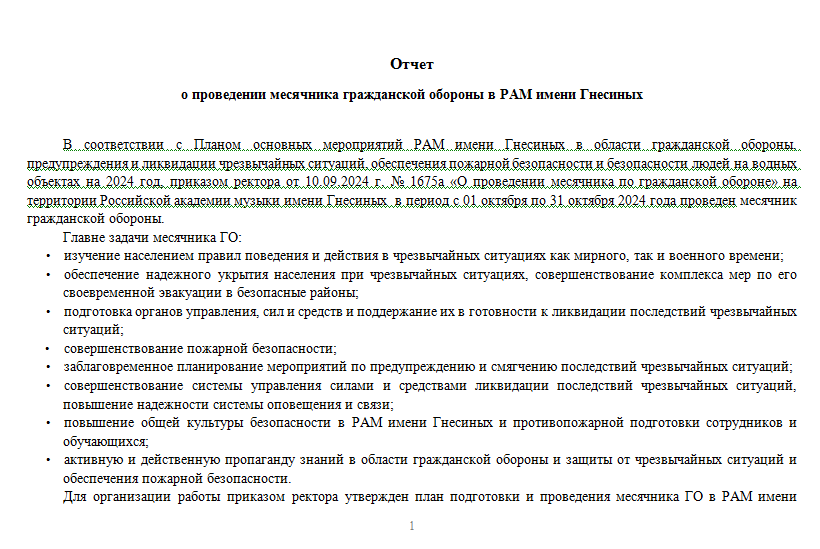 Отчет
о проведении месячника гражданской обороны в РАМ имени Гнесиных
В соответствии с Планом основных мероприятий РАМ имени Гнесиных в области гражданской обороны,
предупреждения и ликвидации чрезвычайных ситуаций, обеспечения пожарной безопасности и безопасности людей на водных
объектах на 2024 год, приказом ректора от 10.09.2024 г. № 1675а «О проведении месячника по гражданской обороне» на
территории Российской академии музыки имени Гнесиных в период с 01 октября по 31 октября 2024 года проведен месячник
гражданской обороны.
Главне задачи месячника ГО:
• изучение населением правил поведения и действия в чрезвычайных ситуациях как мирного, так и военного времени;
• обеспечение надежного укрытия населения при чрезвычайных ситуациях, совершенствование комплекса мер по его
своевременной эвакуации в безопасные районы;
• подготовка органов управления, сил и средств и поддержание их в готовности к ликвидации последствий чрезвычайных
ситуаций;
• совершенствование пожарной безопасности;
• заблаговременное планирование мероприятий по предупреждению и смягчению последствий чрезвычайных ситуаций;
• совершенствование системы управления силами и средствами ликвидации последствий чрезвычайных ситуаций,
повышение надежности системы оповещения и связи;
• повышение общей культуры безопасности в РАМ имени Гнесиных и противопожарной подготовки сотрудников и
обучающихся;
• активную и действенную пропаганду знаний в области гражданской обороны и защиты от чрезвычайных ситуаций и
обеспечения пожарной безопасности.
Для организации работы приказом ректора утвержден план подготовки и проведения месячника ГО в РАМ имени
1